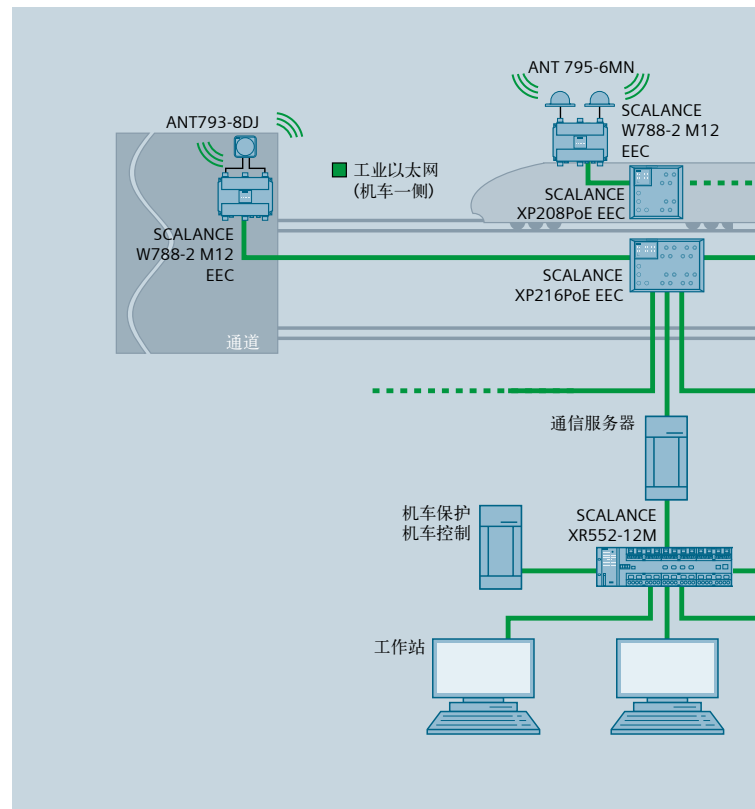 ANT 795-6MN
SCALANCE
W788-2 M12
EEC
ANT793-8DJ
工业以太网
(机车一侧)
SCALANCE
XP208PoE EEC
SCALANCE
W788-2 M12
EEC
SCALANCE
XP216PoE EEC
通道
通信服务器
机车保护
机车控制
SCALANCE
XR552-12M
工作站